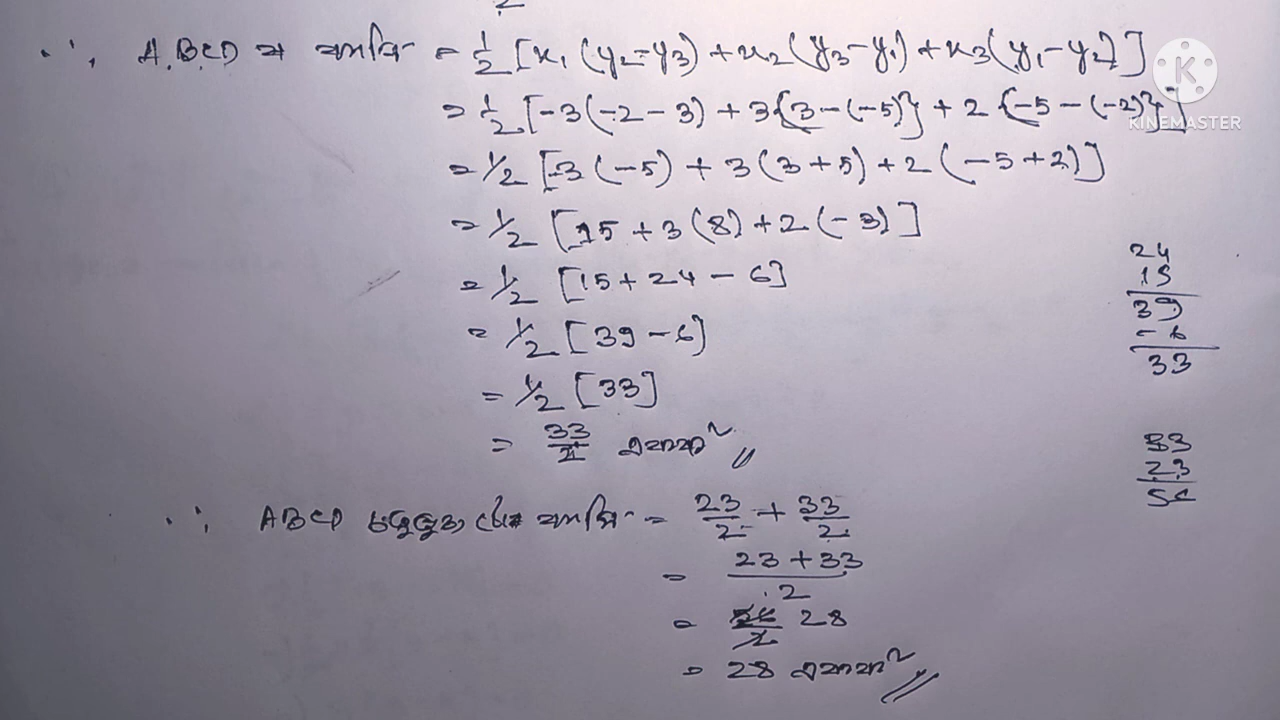 2
∴ A.B.CD ৰ কালি = 1/2 [x₁ (y₂-y₃) + x₂ (y₃-y₁) + x₃ (y₁-y₂)]
= 1/2 [-3(-2-3) + 3{3-(-5)} + 2{-5-(-2)}]
KINEMASTER
= 1/2 [-3(-5) + 3(3+5) + 2(-5+2)]
= 1/2 [15 + 3(8) + 2(-3)]
= 1/2 [15+24-6]
= 1/2 [39-6]
= 1/2 [33]
= 33/2 একক² //
∴ ABCD চতুৰ্ভুজ কালি = 23/2 + 33/2
= 23+33/2
= 56/2 28
= 28 একক² //
24
15
39
-6
33
33
23
56